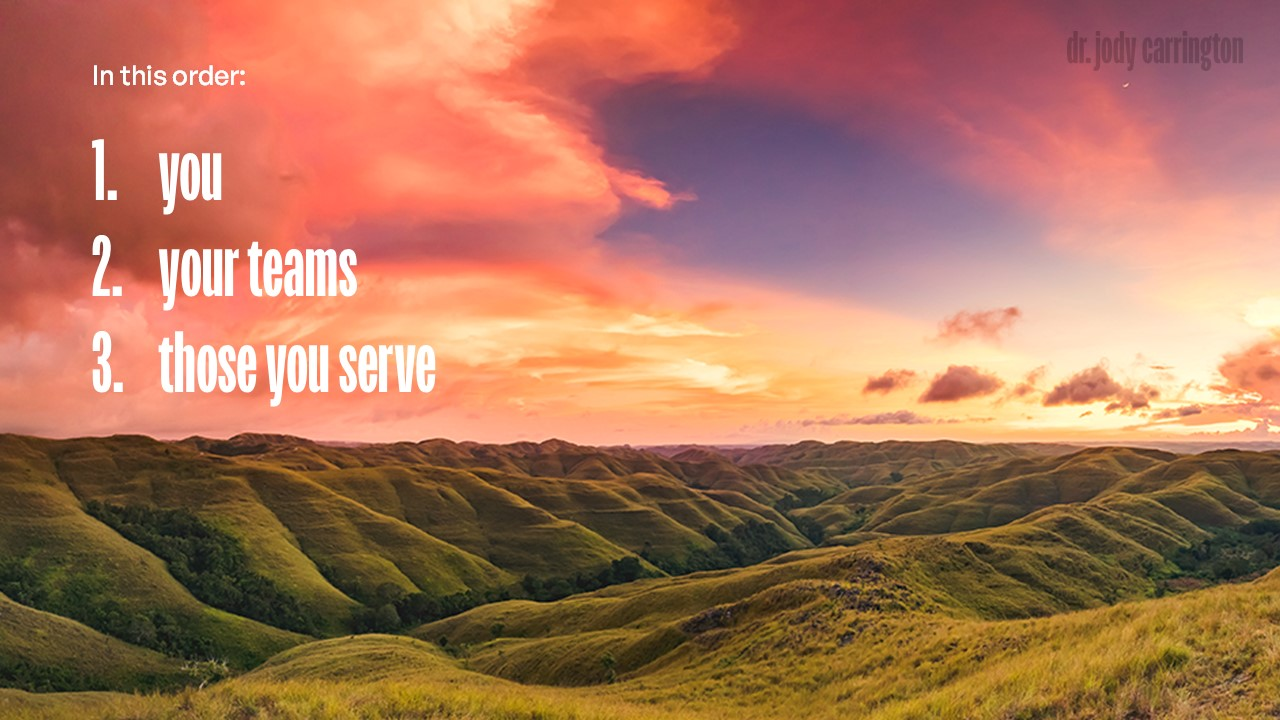 dr. jody carrington
In this order:
1. you
2. your teams
3. those you serve